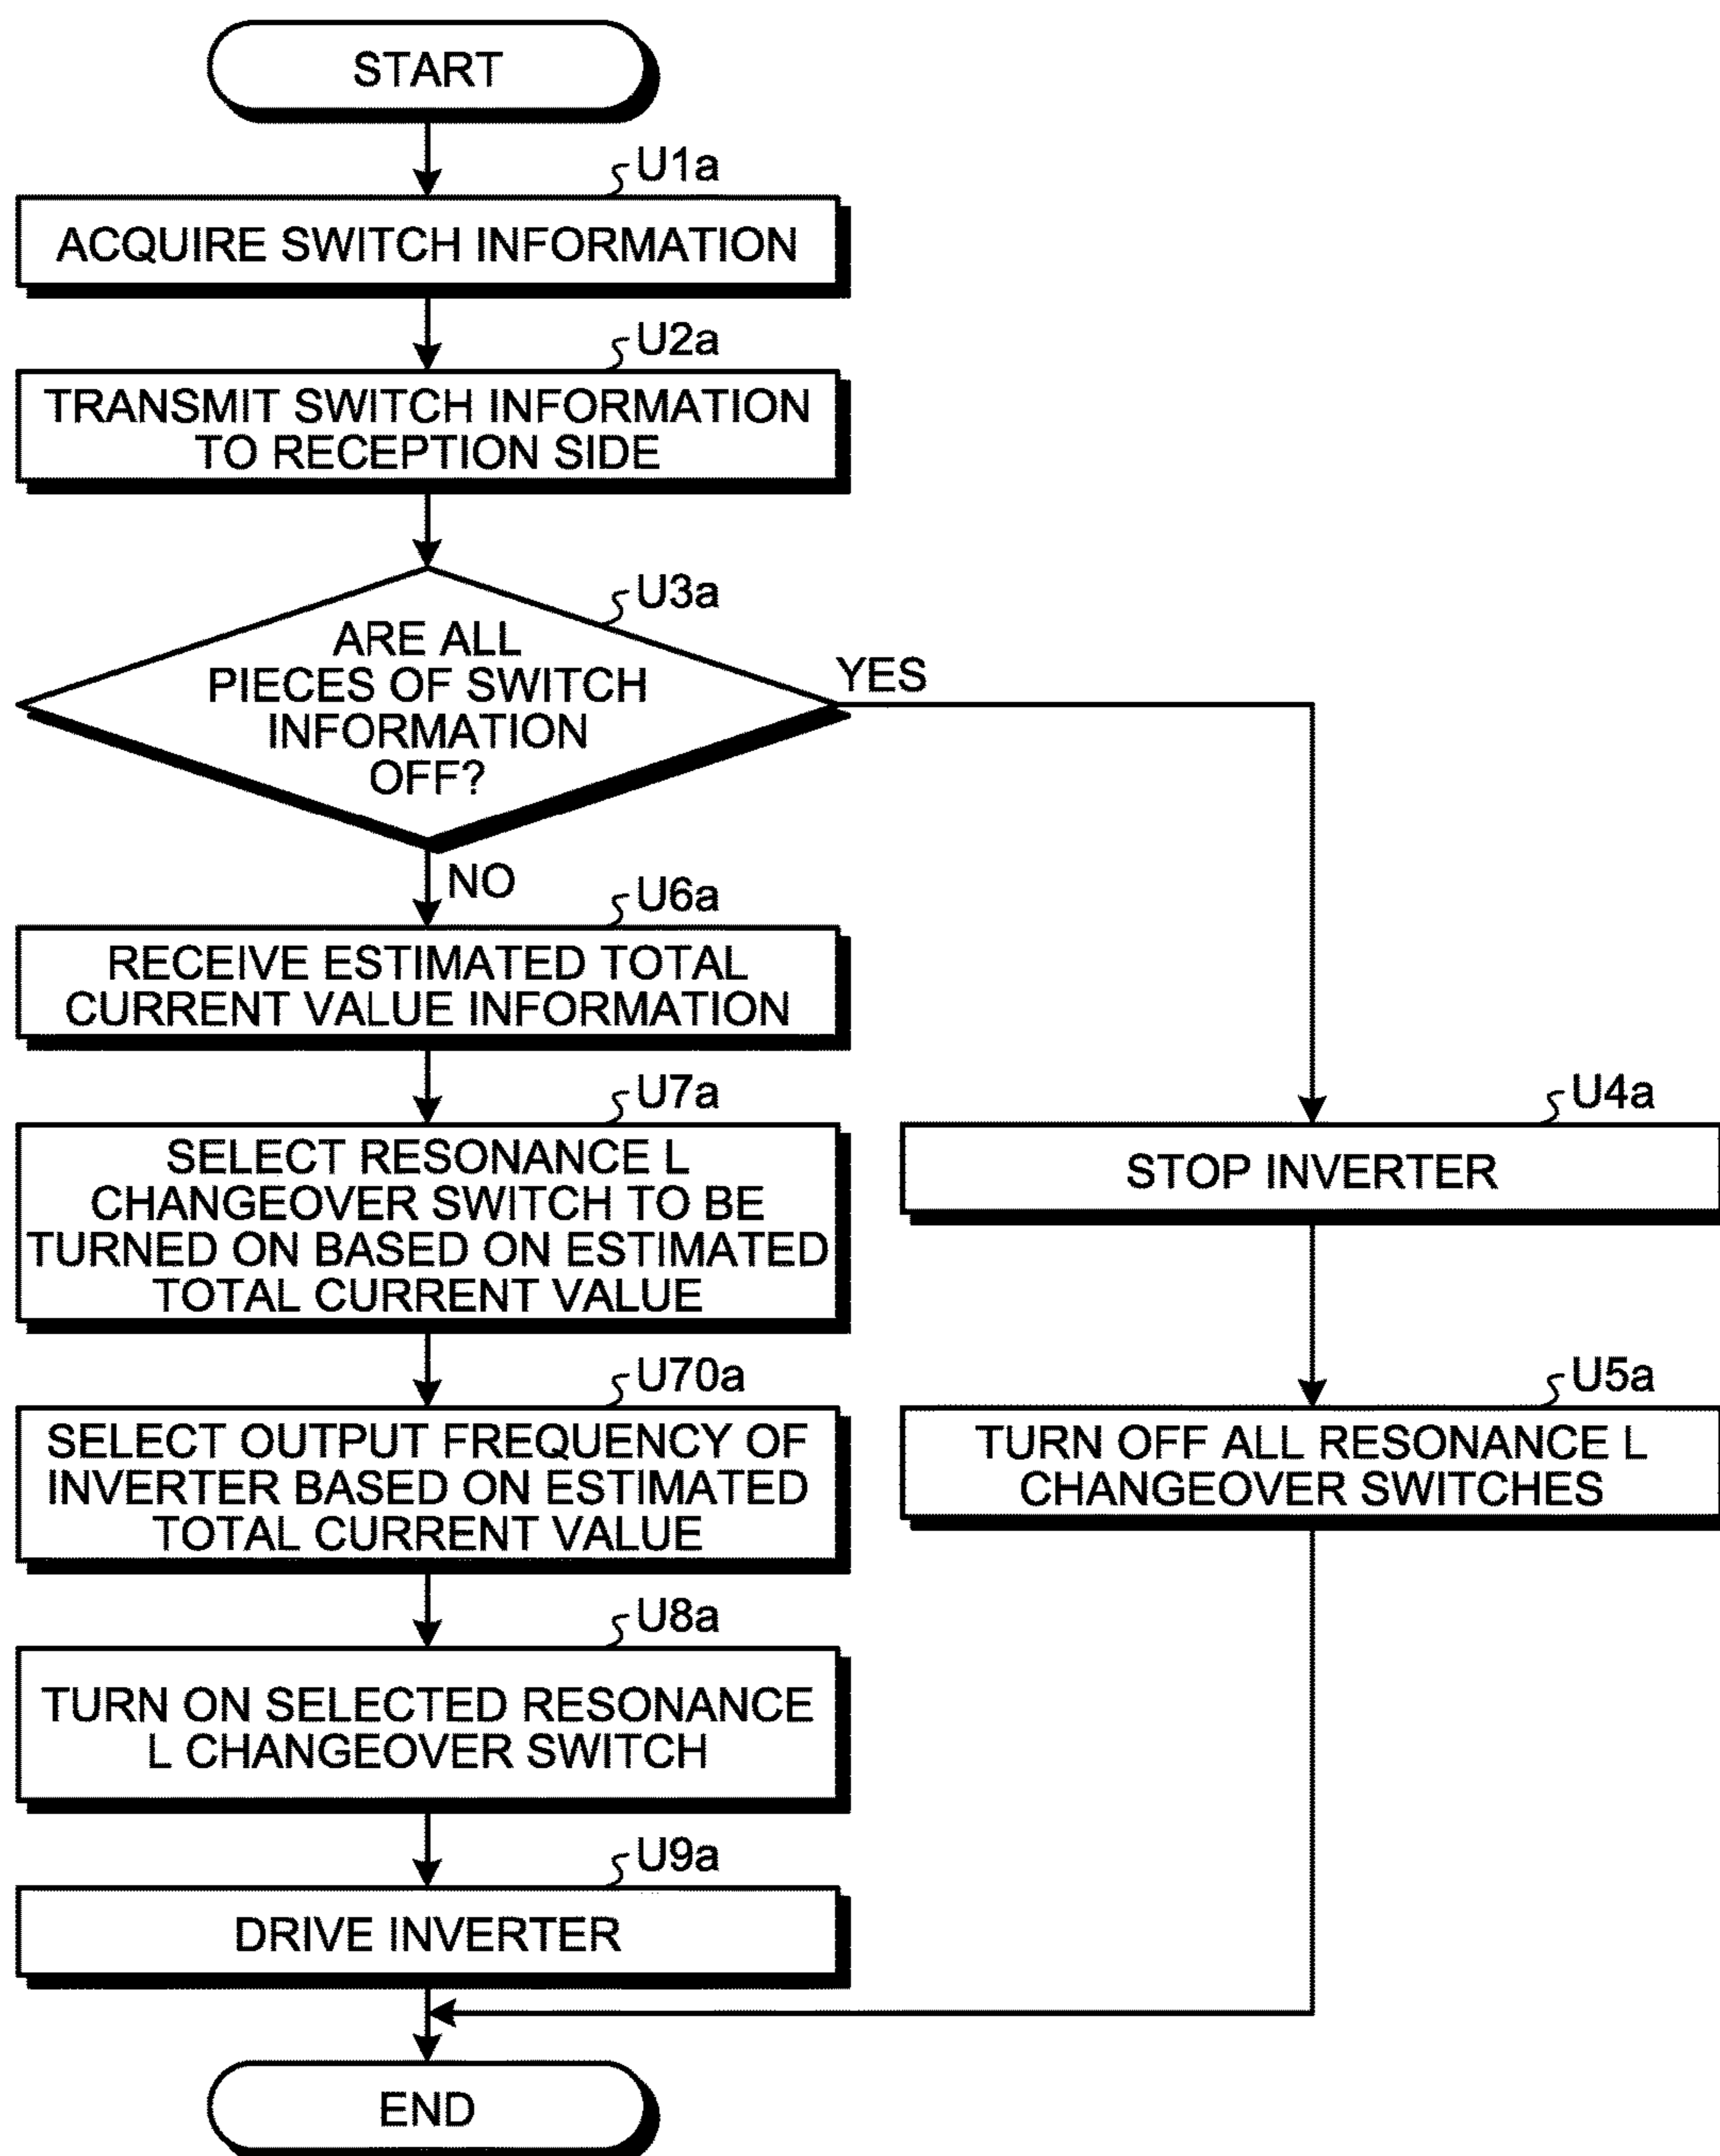 START
U1a
ACQUIRE SWITCH INFORMATION
U2a
TRANSMIT SWITCH INFORMATION
TO RECEPTION SIDE
U3a
ARE ALL
PIECES OF SWITCH
INFORMATION
OFF?
YES
NO
U6a
RECEIVE ESTIMATED TOTAL
CURRENT VALUE INFORMATION
U7a
SELECT RESONANCE L
CHANGEOVER SWITCH TO BE
TURNED ON BASED ON ESTIMATED
TOTAL CURRENT VALUE
U4a
STOP INVERTER
U70a
SELECT OUTPUT FREQUENCY OF
INVERTER BASED ON ESTIMATED
TOTAL CURRENT VALUE
U5a
TURN OFF ALL RESONANCE L
CHANGEOVER SWITCHES
U8a
TURN ON SELECTED RESONANCE
L CHANGEOVER SWITCH
U9a
DRIVE INVERTER
END